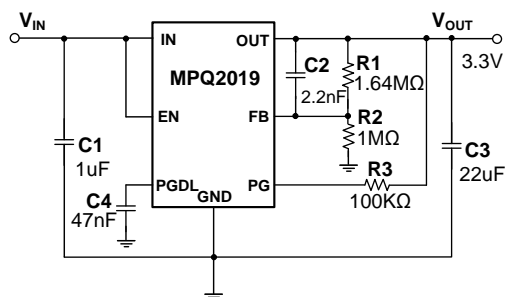 VIN
VOUT
IN
OUT
C2
R1
3.3V
MPQ2019
2.2nF
1.64MΩ
EN
FB
R2
1MΩ
C1
1uF
C3
22uF
R3
PGDL
PG
C4
GND
47nF
100KΩ